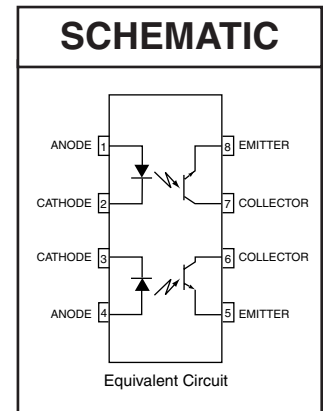 SCHEMATIC
ANODE 1 8 EMITTER
CATHODE 2 7 COLLECTOR
CATHODE 3 6 COLLECTOR
ANODE 4 5 EMITTER
Equivalent Circuit